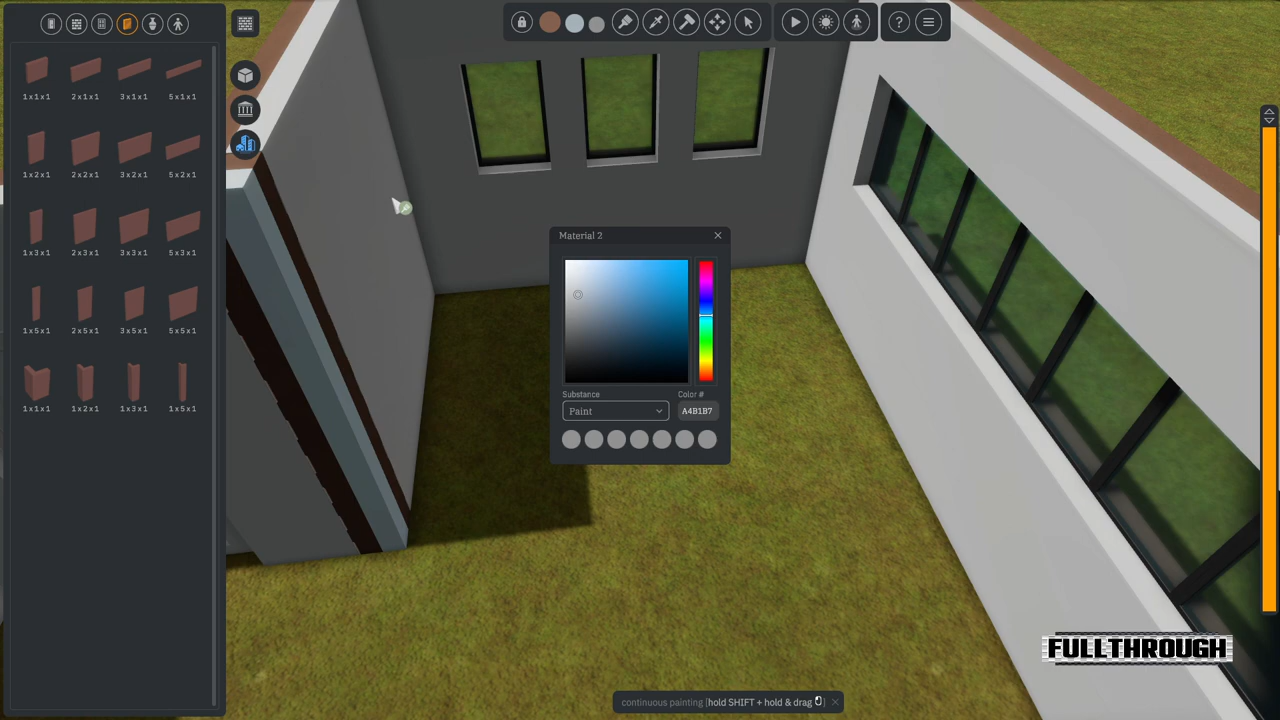 1x1x1 2x1x1 3x1x1 5x1x1
1x2x1 2x2x1 3x2x1 5x2x1
1x3x1 2x3x1 3x3x1 5x3x1
1x5x1 2x5x1 3x5x1 5x5x1
1x1x1 1x2x1 1x3x1 1x5x1
Material 2
Substance Color #
Paint A4B1B7
FULLTHROUGH
continuous painting [hold SHIFT + hold & drag ]